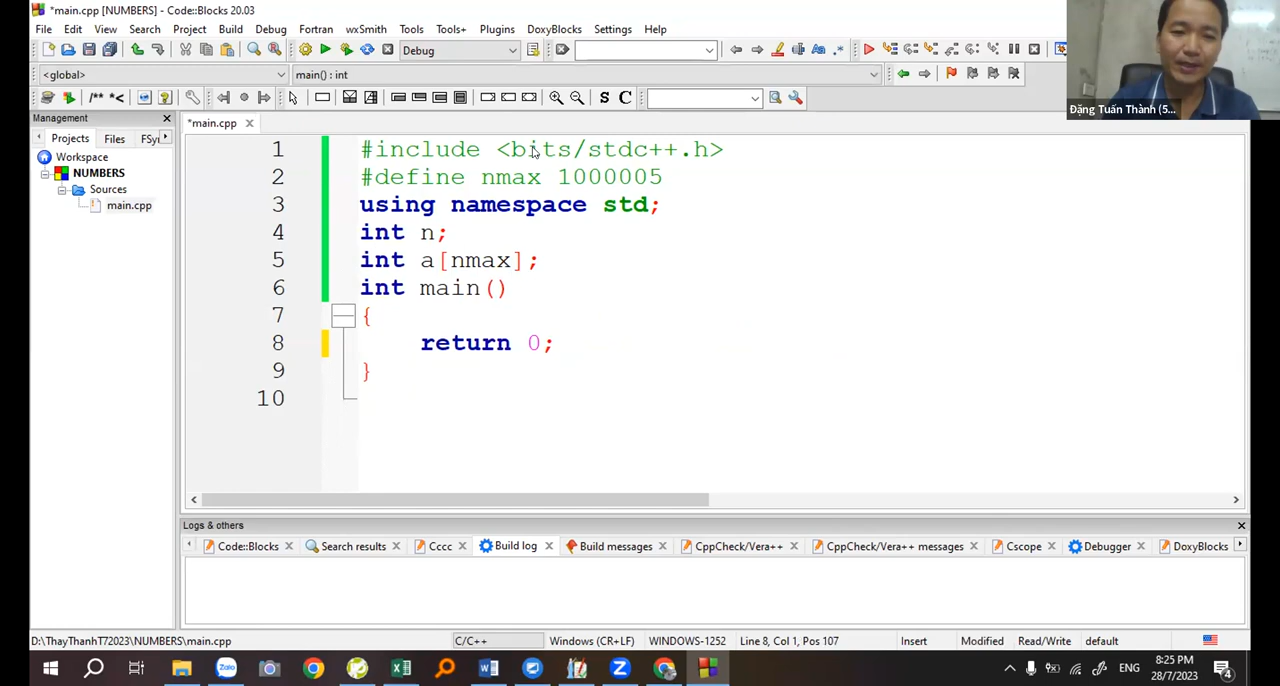 *main.cpp [NUMBERS] - Code::Blocks 20.03
File Edit View Search Project Build Debug Fortran wxSmith Tools Tools+ Plugins DoxyBlocks Settings Help
Debug
<global> main() : int
/** *<
S C
Đặng Tuấn Thành (5...
Management
Projects Files FSy
Workspace
NUMBERS
Sources
main.cpp
*main.cpp
1 #include <bits/stdc++.h>
2 #define nmax 1000005
3 using namespace std;
4 int n;
5 int a[nmax];
6 int main()
7 {
8 return 0;
9 }
10
Logs & others
Code::Blocks Search results Cccc Build log Build messages CppCheck/Vera++ CppCheck/Vera++ messages Cscope Debugger DoxyBlocks
D:\ThayThanhT72023\NUMBERS\main.cpp C/C++ Windows (CR+LF) WINDOWS-1252 Line 8, Col 1, Pos 107 Insert Modified Read/Write default
Zalo
ENG
8:25 PM
28/7/2023
4